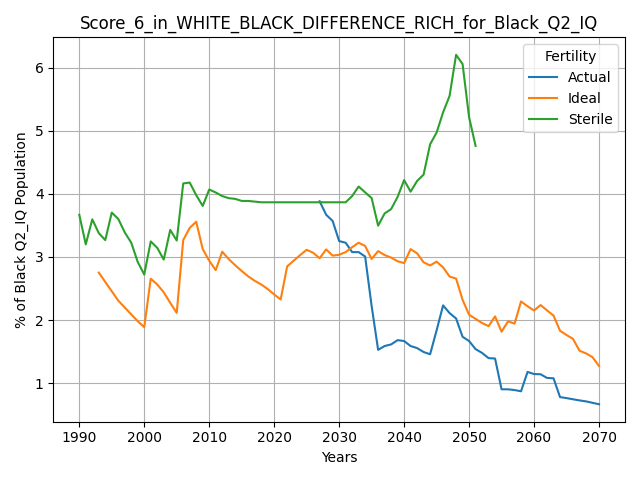 Score_6_in_WHITE_BLACK_DIFFERENCE_RICH_for_Black_Q2_IQ
Fertility
Actual
Ideal
Sterile
% of Black Q2_IQ Population
6
5
4
3
2
1
1990 2000 2010 2020 2030 2040 2050 2060 2070
Years